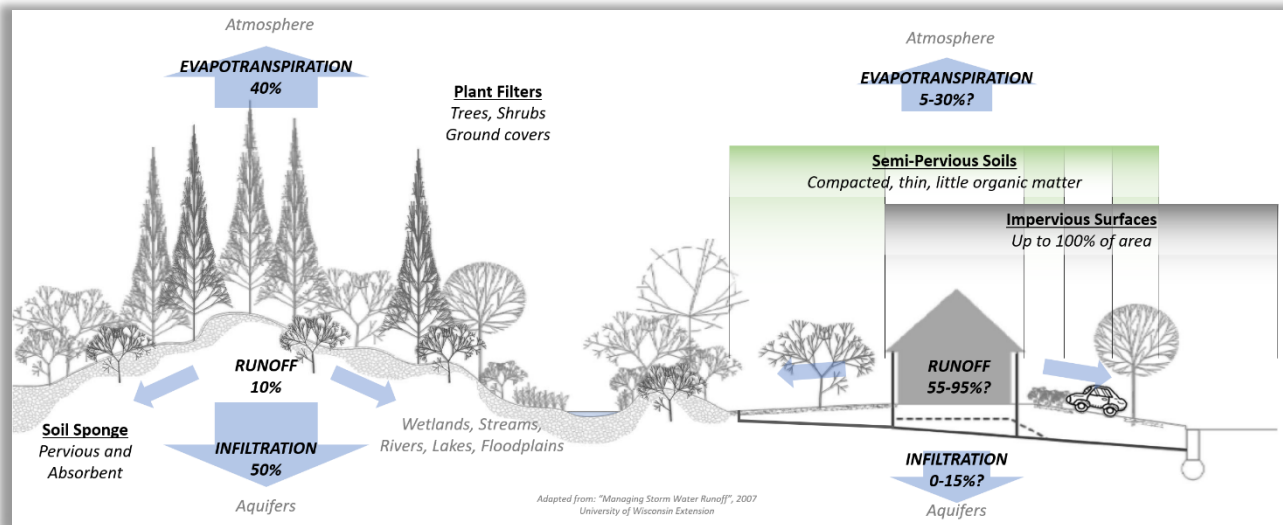 Atmosphere
EVAPOTRANSPIRATION
40%
Plant Filters
Trees, Shrubs
Ground covers
RUNOFF
10%
Soil Sponge
Pervious and
Absorbent
INFILTRATION
50%
Aquifers
Wetlands, Streams,
Rivers, Lakes, Floodplains
Atmosphere
EVAPOTRANSPIRATION
5-30%?
Semi-Pervious Soils
Compacted, thin, little organic matter
Impervious Surfaces
Up to 100% of area
RUNOFF
55-95%?
INFILTRATION
0-15%?
Aquifers
Adapted from: "Managing Storm Water Runoff", 2007
University of Wisconsin Extension